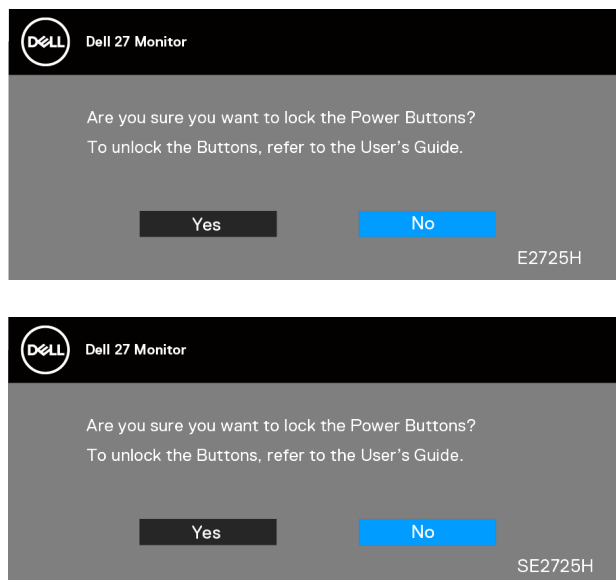 DELL
Dell 27 Monitor
Are you sure you want to lock the Power Buttons?
To unlock the Buttons, refer to the User's Guide.
Yes No
E2725H
DELL
Dell 27 Monitor
Are you sure you want to lock the Power Buttons?
To unlock the Buttons, refer to the User's Guide.
Yes No
SE2725H